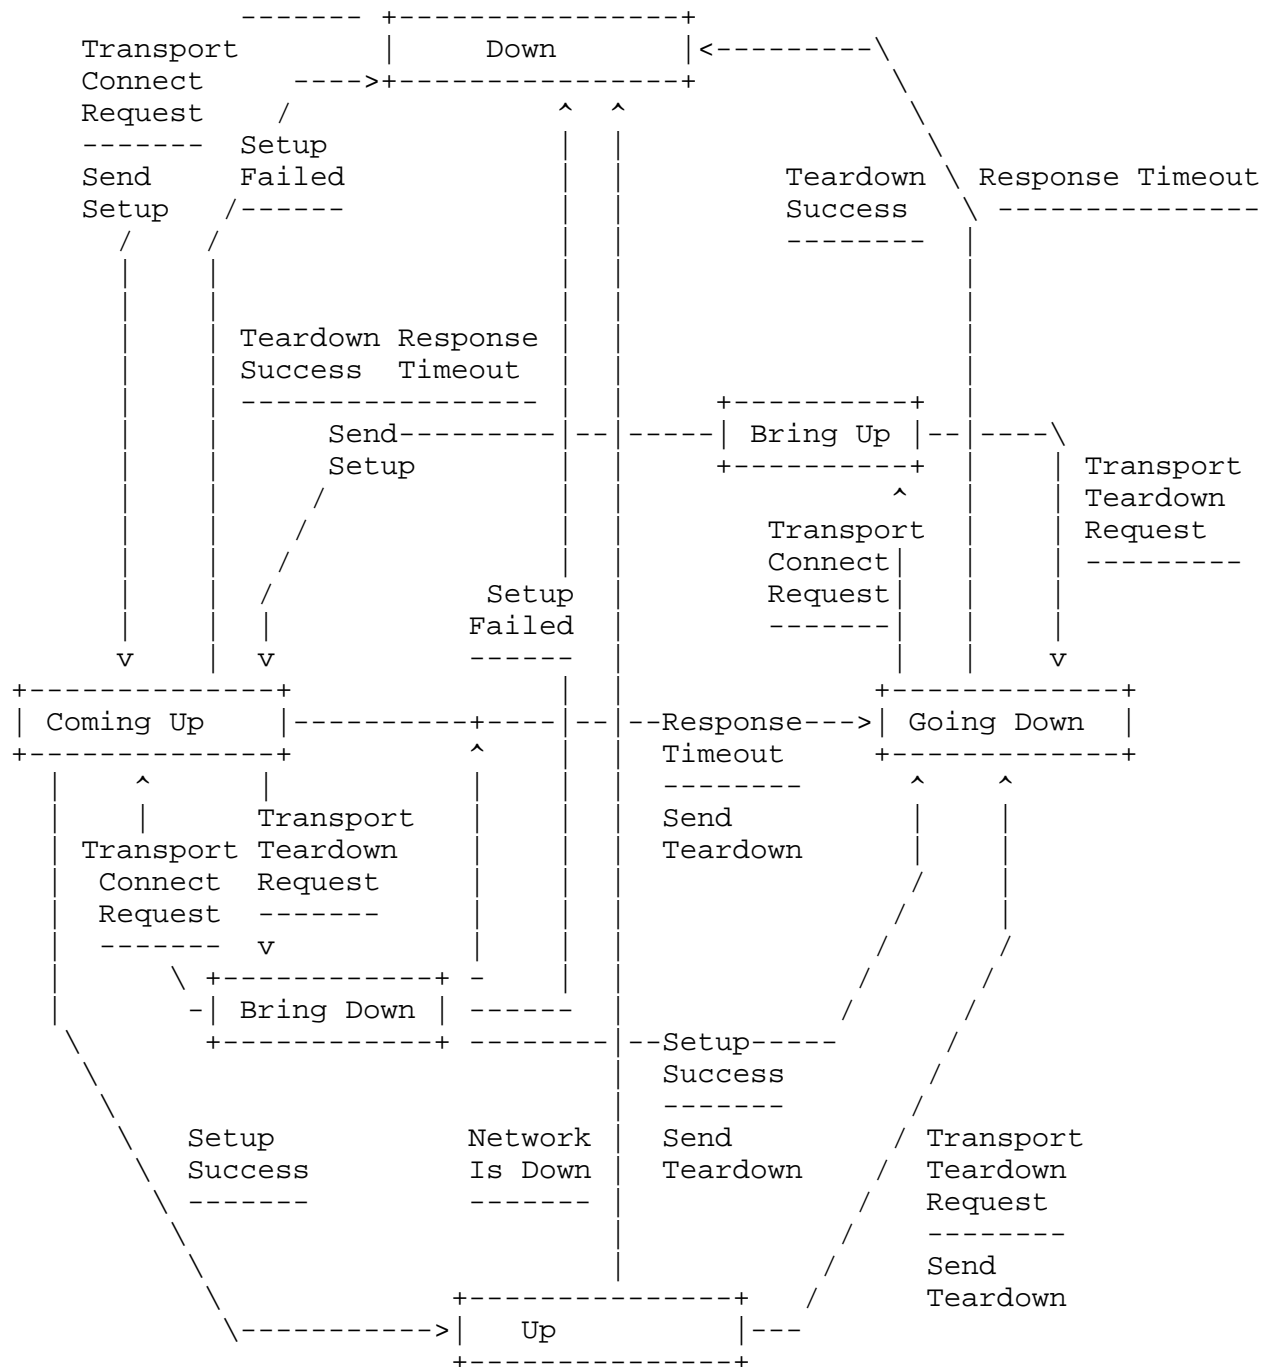 Down
Transport
Connect
Request
Send
Setup
Setup
Failed
Teardown
Success
Response Timeout
Teardown Response
Success Timeout
Send
Setup
Bring Up
Transport
Teardown
Request
Transport
Connect
Request
Setup
Failed
Coming Up
Response
Timeout
Send
Teardown
Going Down
Transport
Connect
Request
Transport
Teardown
Request
Bring Down
Setup
Success
Send
Teardown
Setup
Success
Network
Is Down
Transport
Teardown
Request
Send
Teardown
Up